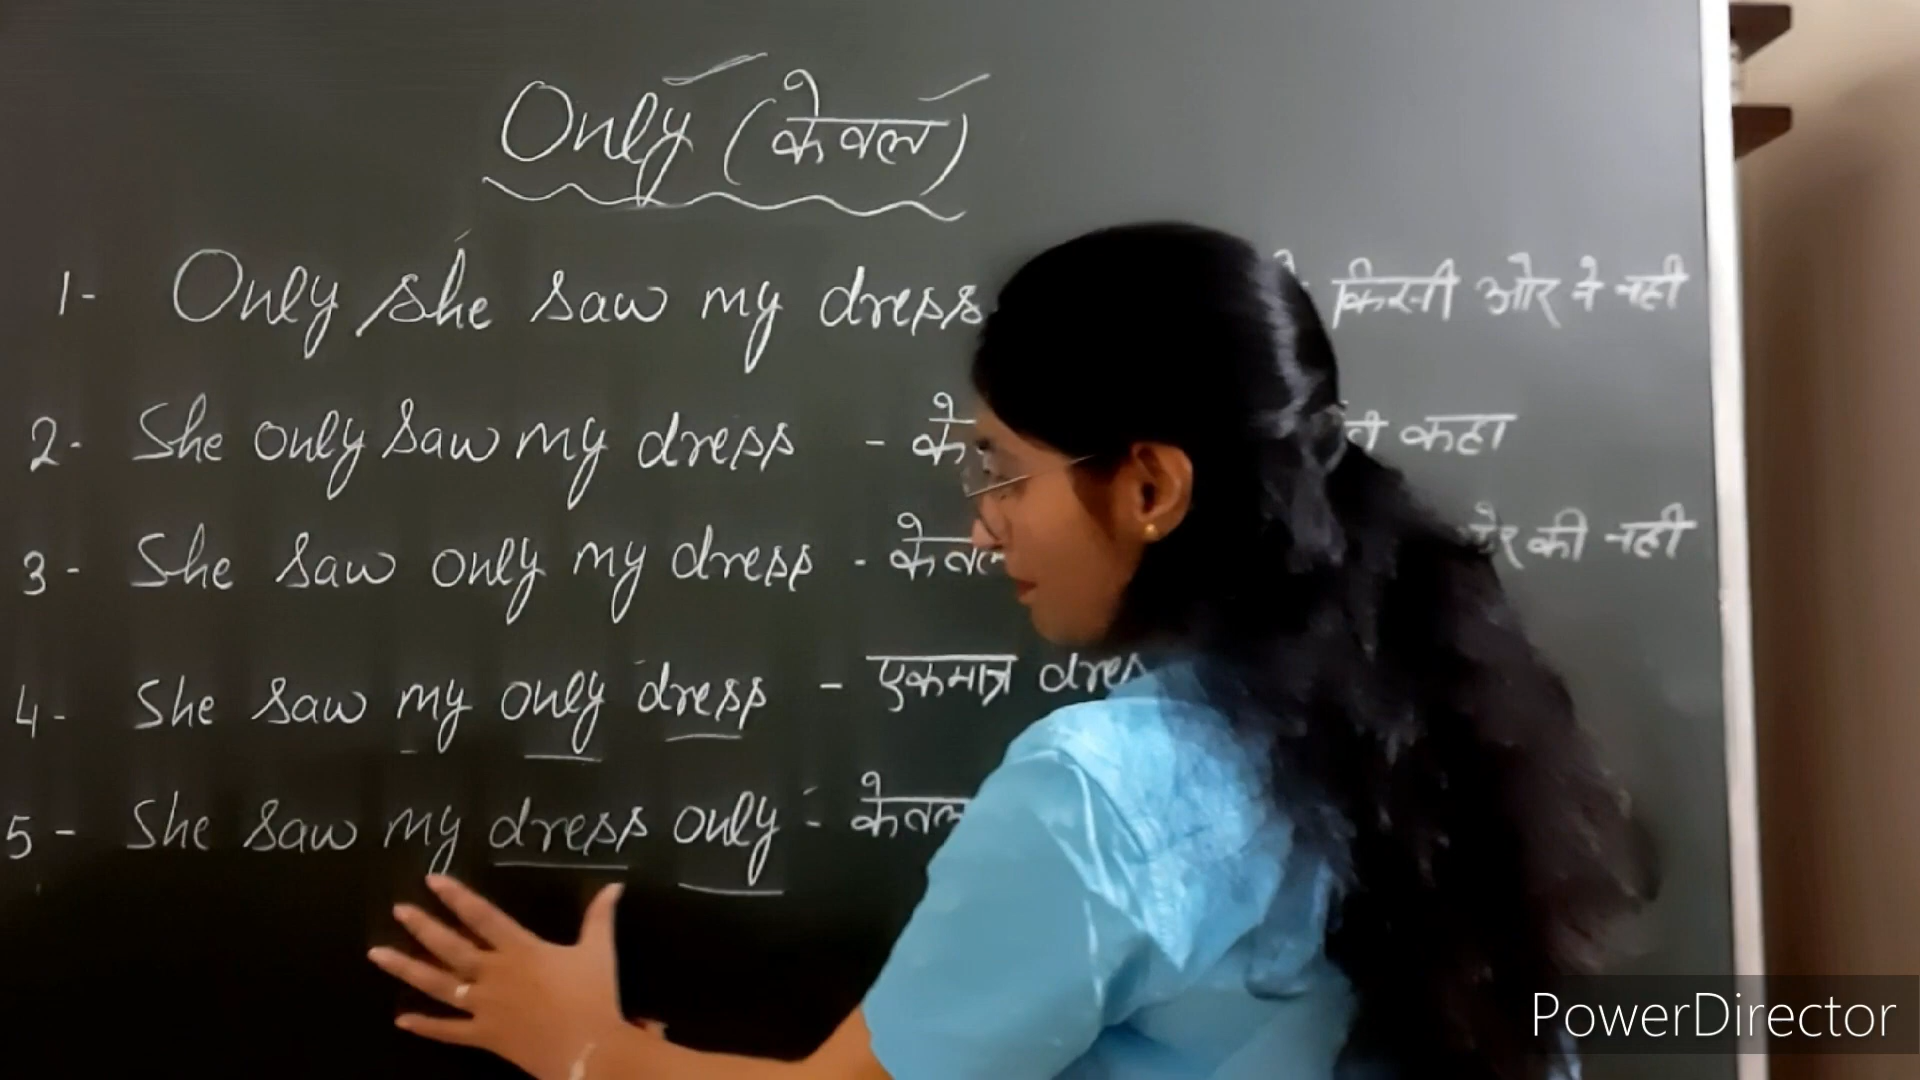 Only (केवल)
1- Only she saw my dress किसी ओर ने नही
2- She only saw my dress - कहा
3- She saw only my dress - केवल की नही
4- She saw my only dress - एकमात्र dress
5- She saw my dress only - केवल
PowerDirector